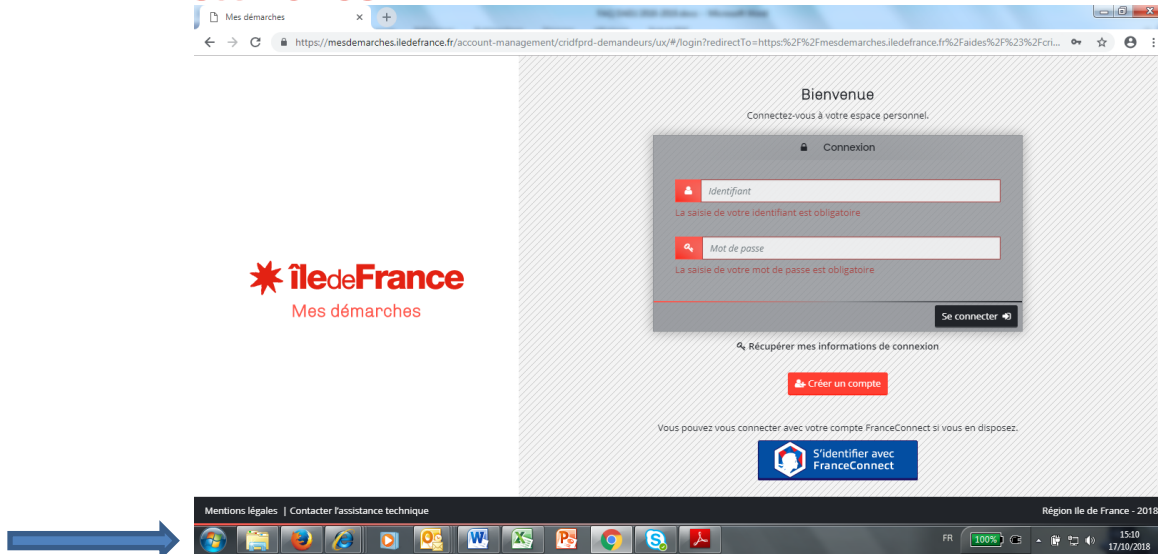 Mes démarches
https://mesdemarches.iledefrance.fr/account-management/cridfprd-demandeurs/ux/#/login?redirectTo=https:%2F%2Fmesdemarches.iledefrance.fr%2Faides%2F%23%2Fcri...
Bienvenue
Connectez-vous à votre espace personnel.
Connexion
Identifiant
La saisie de votre identifiant est obligatoire
Mot de passe
La saisie de votre mot de passe est obligatoire
îledeFrance
Mes démarches
Se connecter
Récupérer mes informations de connexion
Créer un compte
Vous pouvez vous connecter avec votre compte FranceConnect si vous en disposez.
S'identifier avec
FranceConnect
Mentions légales | Contacter l'assistance technique
Région Ile de France - 2018
FR 100% 15:10
17/10/2018